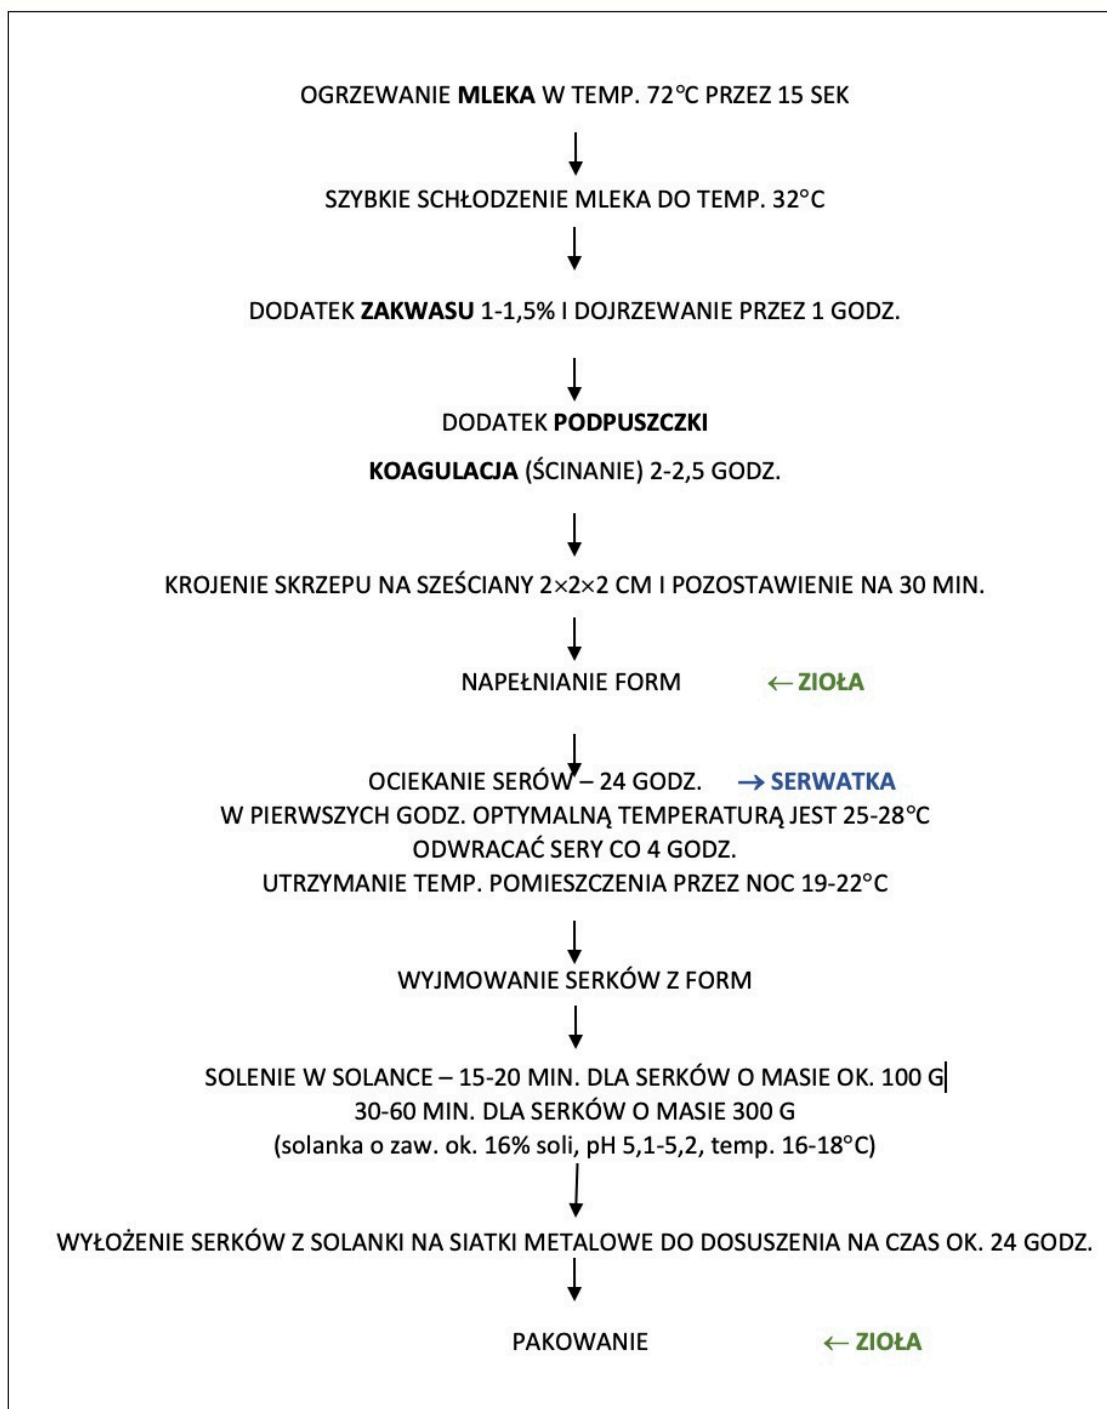 OGRZEWANIE MLEKA W TEMP. 72°C PRZEZ 15 SEK
SZYBKIE SCHŁODZENIE MLEKA DO TEMP. 32°C
DODATEK ZAKWASU 1-1,5% I DOJRZEWANIE PRZEZ 1 GODZ.
DODATEK PODPUSZCZKI
KOAGULACJA (ŚCINANIE) 2-2,5 GODZ.
KROJENIE SKRZEPU NA SZEŚCIANY 2×2×2 CM I POZOSTAWIENIE NA 30 MIN.
NAPEŁNIANIE FORM ← ZIOŁA
OCIEKANIE SERÓW – 24 GODZ. → SERWATKA
W PIERWSZYCH GODZ. OPTYMALNĄ TEMPERATURĄ JEST 25-28°C
ODWRACAĆ SERY CO 4 GODZ.
UTRZYMANIE TEMP. POMIESZCZENIA PRZEZ NOC 19-22°C
WYJMOWANIE SERKÓW Z FORM
SOLENIE W SOLANCE – 15-20 MIN. DLA SERKÓW O MASIE OK. 100 G
30-60 MIN. DLA SERKÓW O MASIE 300 G
(solanka o zaw. ok. 16% soli, pH 5,1-5,2, temp. 16-18°C)
WYŁOŻENIE SERKÓW Z SOLANKI NA SIATKI METALOWE DO DOSUSZENIA NA CZAS OK. 24 GODZ.
PAKOWANIE ← ZIOŁA